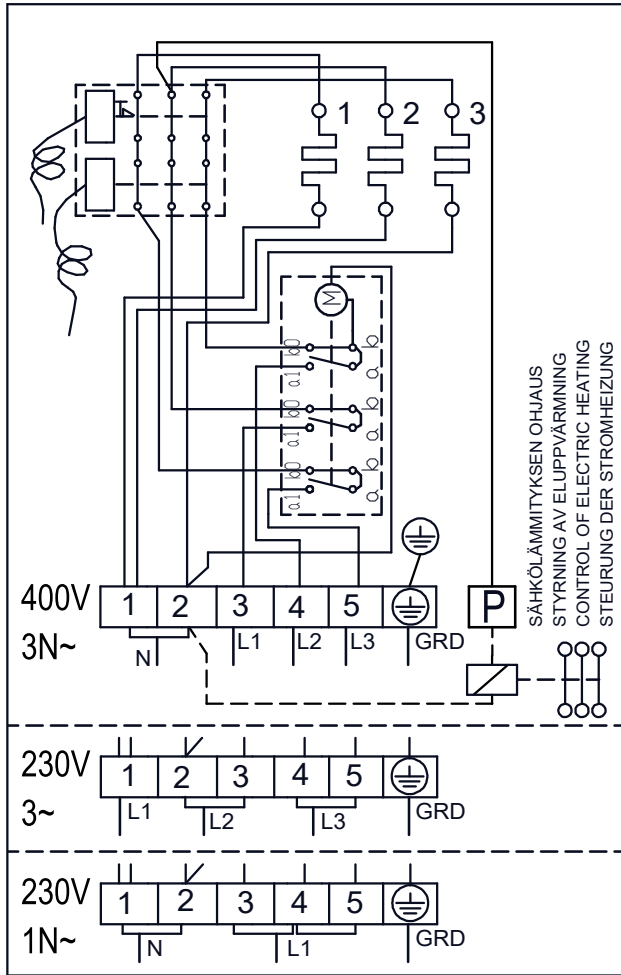 1 2 3
M
a1 b0 a b
a1 b0 a b
a1 b0 a b
SÄHKÖLÄMMITYKSEN OHJAUS
STYRNING AV ELUPPVÄRMNING
CONTROL OF ELECTRIC HEATING
STEUERUNG DER STROMHEIZUNG
400V
3N~
1 2 3 4 5
P
N L1 L2 L3 GRD
230V
3~
1 2 3 4 5
L1 L2 L3 GRD
230V
1N~
1 2 3 4 5
N L1 GRD